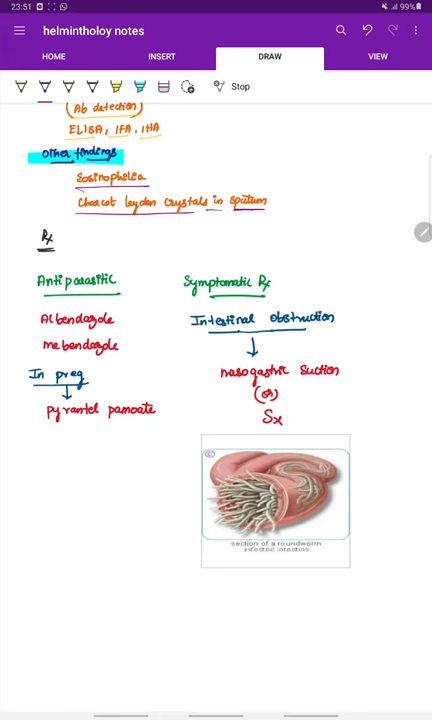 23:51
99%
helmintholoy notes
HOME INSERT DRAW VIEW
Stop
(Ab detection)
ELISA, IFA, IHA
Other findings
Eosinophilia
Charcot leyden crystals in sputum
Rx
Antiparasitic
Albendazole
mebendazole
In preg
pyrantel pamoate
Symptomatic Rx
Intestinal obstruction
nasogastric suction
(or)
Sx
©
section of a roundworm
infested intestine